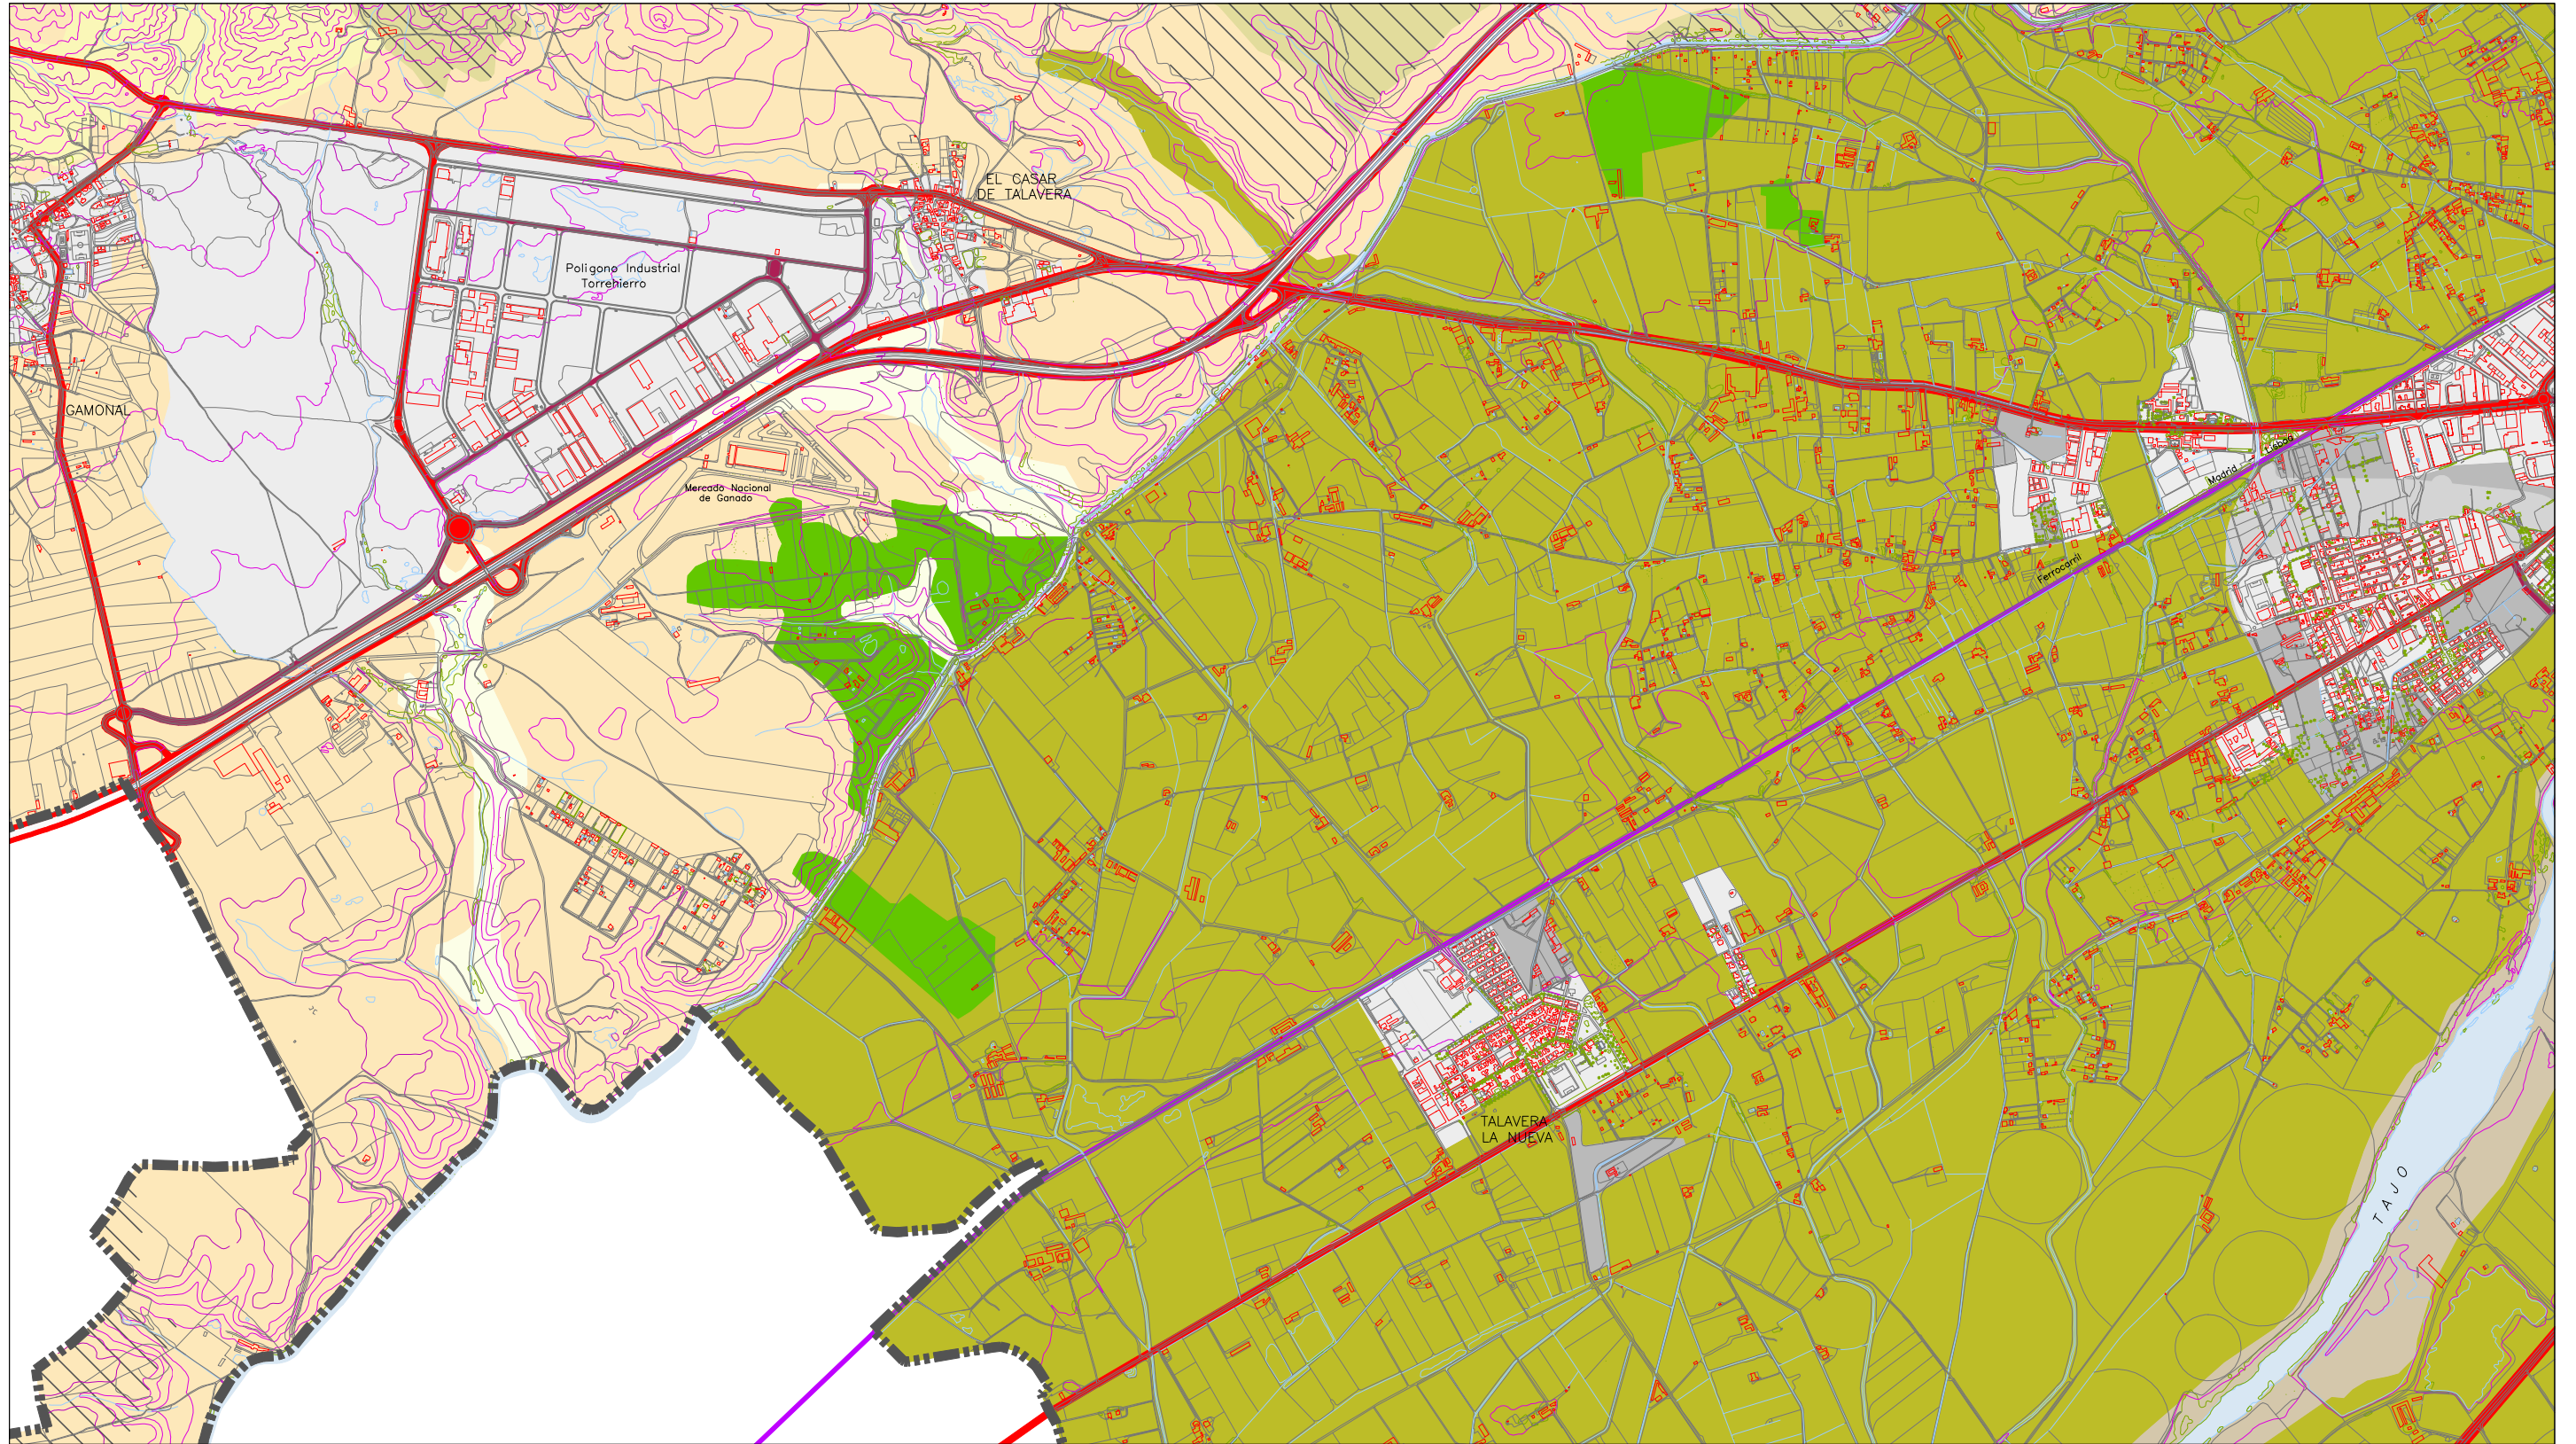 EL CASAR
DE TALAVERA
Polígono Industrial
Torrehierro
GAMONAL
Mercado Nacional
de Ganado
Ferrocarril
Madrid
Lisboa
TALAVERA
LA NUEVA
TAJO